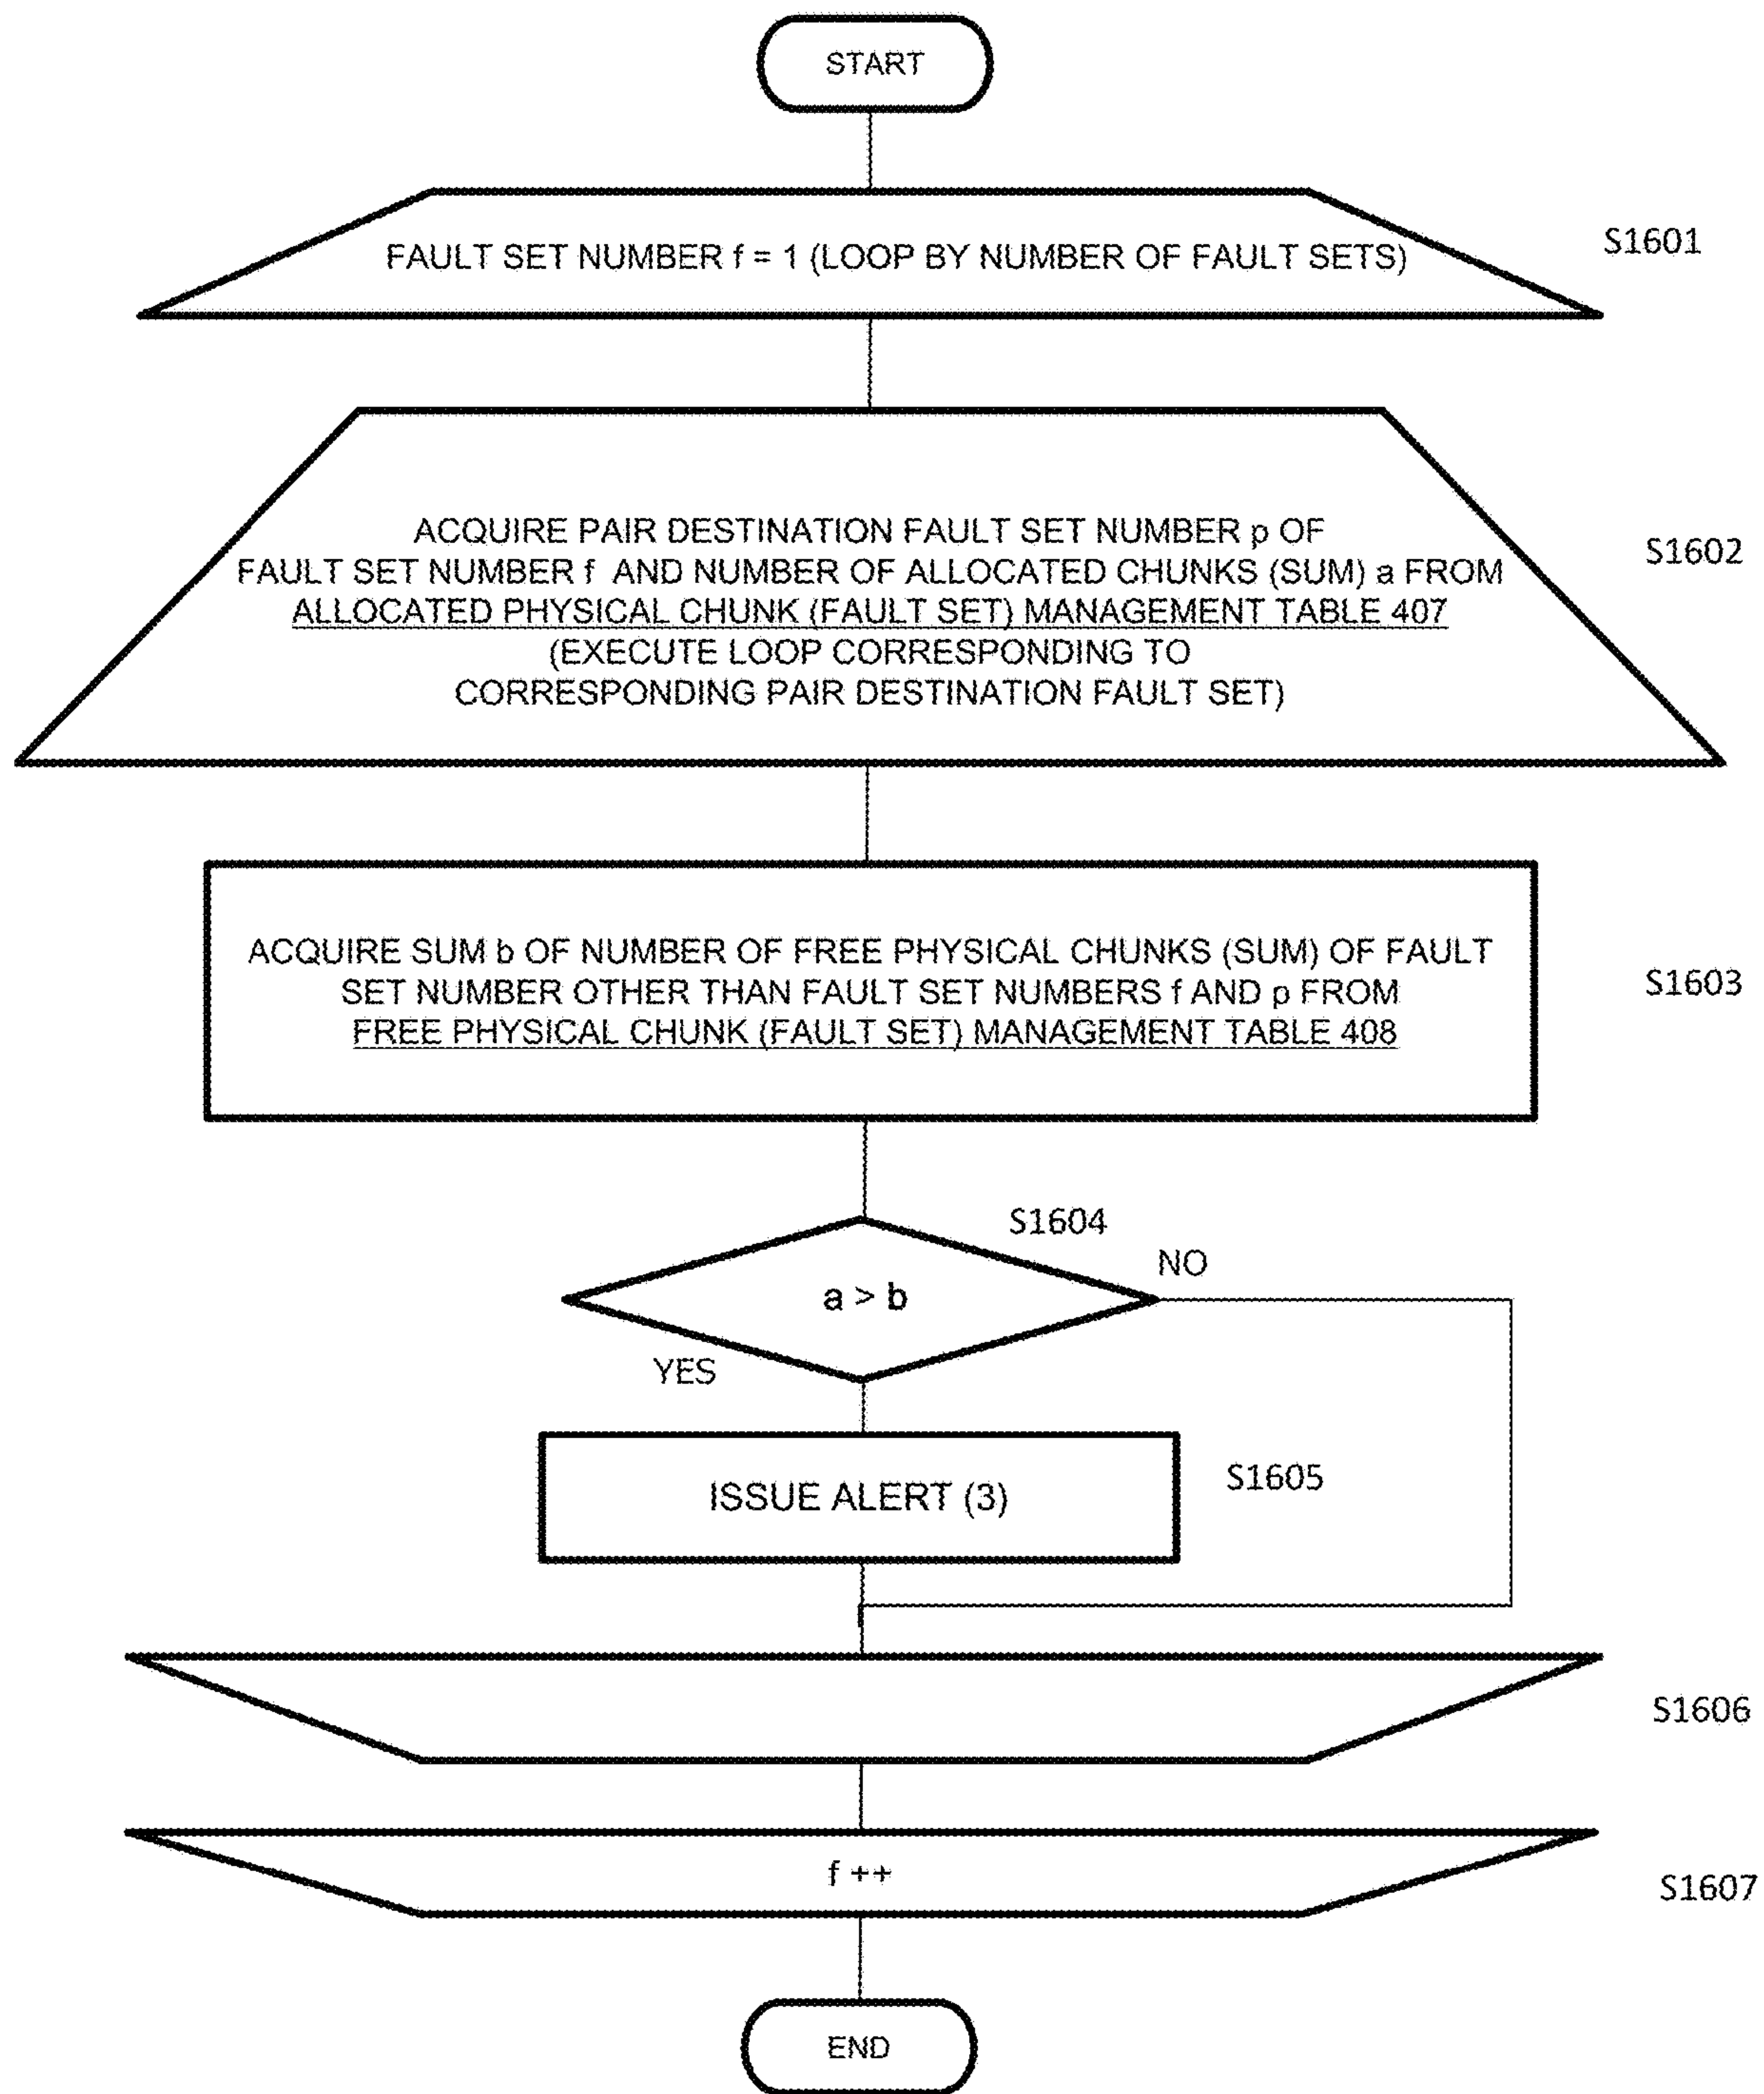 START
FAULT SET NUMBER f = 1 (LOOP BY NUMBER OF FAULT SETS)
S1601
ACQUIRE PAIR DESTINATION FAULT SET NUMBER p OF
FAULT SET NUMBER f AND NUMBER OF ALLOCATED CHUNKS (SUM) a FROM
ALLOCATED PHYSICAL CHUNK (FAULT SET) MANAGEMENT TABLE 407
(EXECUTE LOOP CORRESPONDING TO
CORRESPONDING PAIR DESTINATION FAULT SET)
S1602
ACQUIRE SUM b OF NUMBER OF FREE PHYSICAL CHUNKS (SUM) OF FAULT
SET NUMBER OTHER THAN FAULT SET NUMBERS f AND p FROM
FREE PHYSICAL CHUNK (FAULT SET) MANAGEMENT TABLE 408
S1603
S1604
a > b
NO
YES
ISSUE ALERT (3)
S1605
S1606
f ++
S1607
END